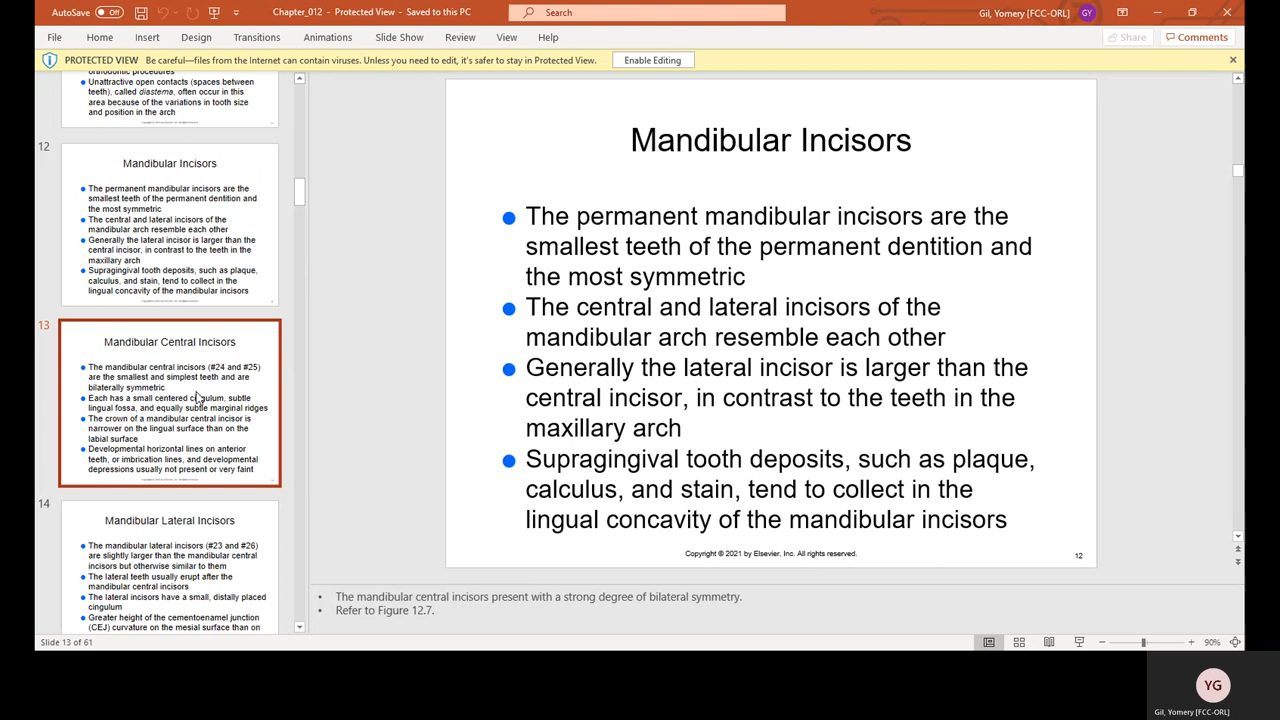 AutoSave Off Chapter_012 - Protected View - Saved to this PC Search Gil, Yomery [FCC-ORL] GY
File Home Insert Design Transitions Animations Slide Show Review View Help Share Comments
PROTECTED VIEW Be careful—files from the Internet can contain viruses. Unless you need to edit, it's safer to stay in Protected View. Enable Editing
orthodontic procedures
Unattractive open contacts (spaces between
teeth), called diastema, often occur in this
area because of the variations in tooth size
and position in the arch
12
Mandibular Incisors
The permanent mandibular incisors are the
smallest teeth of the permanent dentition and
the most symmetric
The central and lateral incisors of the
mandibular arch resemble each other
Generally the lateral incisor is larger than the
central incisor, in contrast to the teeth in the
maxillary arch
Supragingival tooth deposits, such as plaque,
calculus, and stain, tend to collect in the
lingual concavity of the mandibular incisors
13
Mandibular Central Incisors
The mandibular central incisors (#24 and #25)
are the smallest and simplest teeth and are
bilaterally symmetric
Each has a small centered cingulum, subtle
lingual fossa, and equally subtle marginal ridges
The crown of a mandibular central incisor is
narrower on the lingual surface than on the
labial surface
Developmental horizontal lines on anterior
teeth, or imbrication lines, and developmental
depressions usually not present or very faint
14
Mandibular Lateral Incisors
The mandibular lateral incisors (#23 and #26)
are slightly larger than the mandibular central
incisors but otherwise similar to them
The lateral teeth usually erupt after the
mandibular central incisors
The lateral incisors have a small, distally placed
cingulum
Greater height of the cementoenamel junction
(CEJ) curvature on the mesial surface than on
Mandibular Incisors
The permanent mandibular incisors are the
smallest teeth of the permanent dentition and
the most symmetric
The central and lateral incisors of the
mandibular arch resemble each other
Generally the lateral incisor is larger than the
central incisor, in contrast to the teeth in the
maxillary arch
Supragingival tooth deposits, such as plaque,
calculus, and stain, tend to collect in the
lingual concavity of the mandibular incisors
Copyright © 2021 by Elsevier, Inc. All rights reserved. 12
The mandibular central incisors present with a strong degree of bilateral symmetry.
Refer to Figure 12.7.
Slide 13 of 61 90%
YG
Gil, Yomery [FCC-ORL]